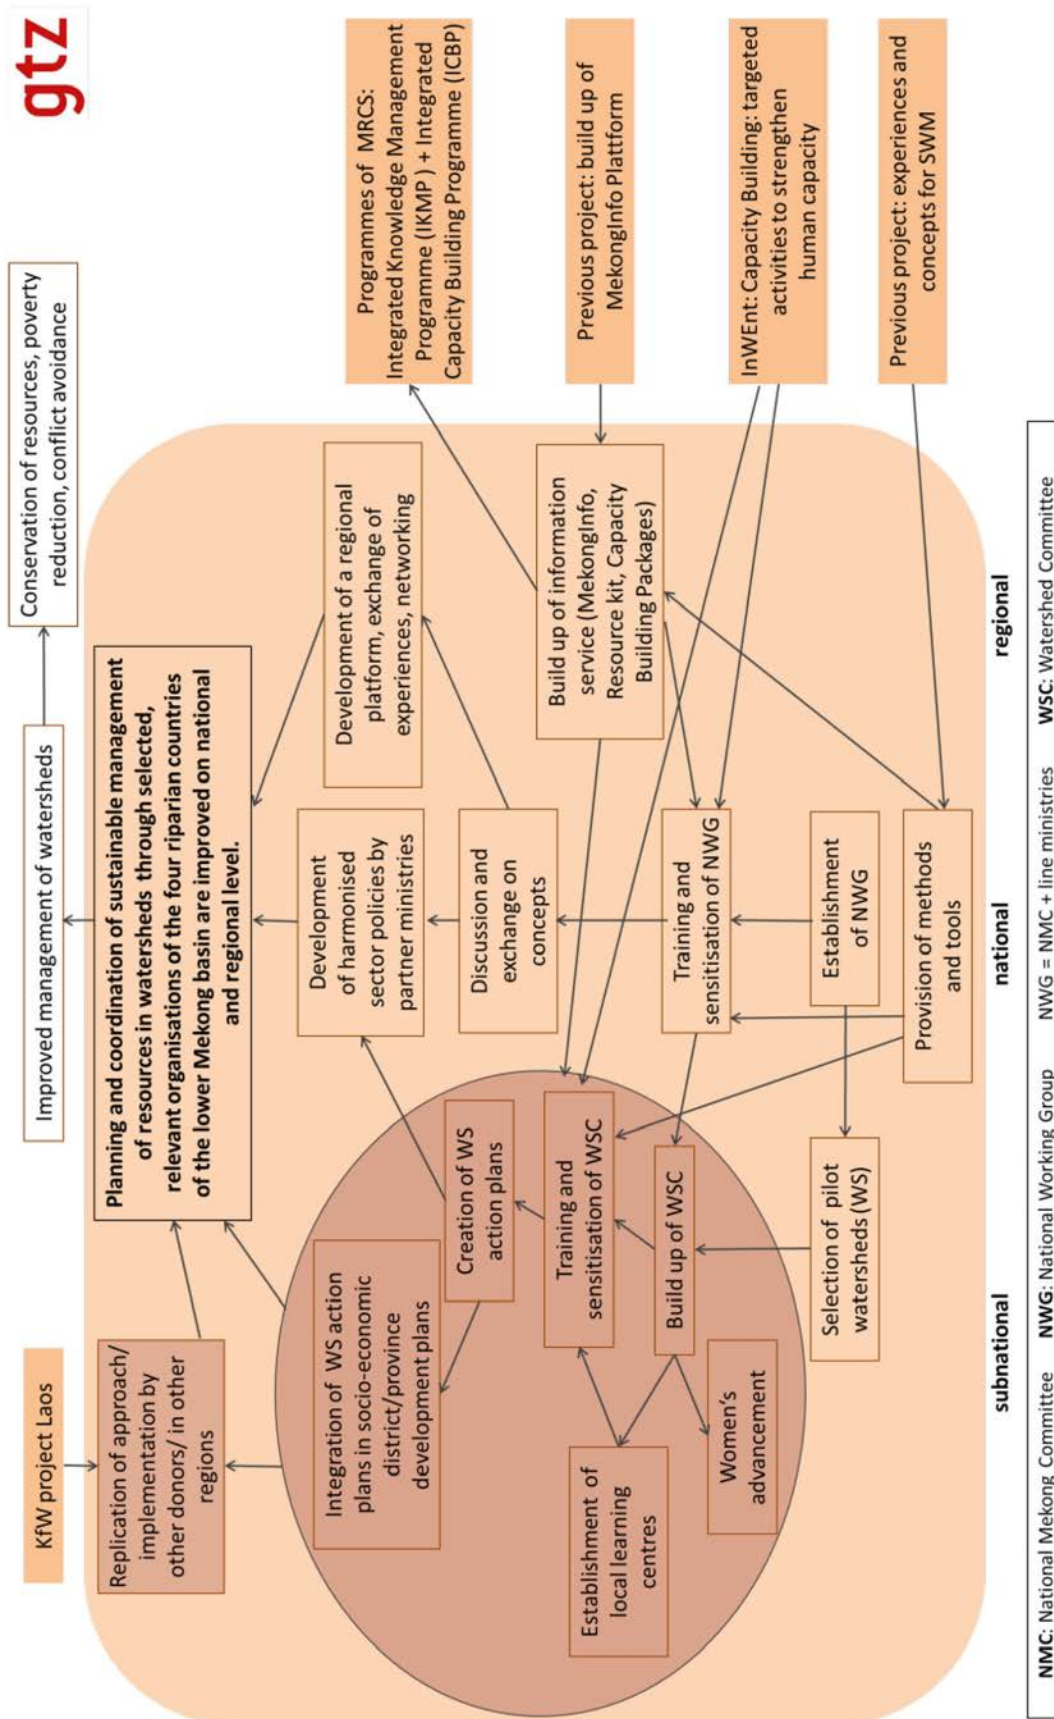 gtz
KfW project Laos
Improved management of watersheds
Conservation of resources, poverty
reduction, conflict avoidance
Replication of approach/
implementation by
other donors/ in other
regions
Planning and coordination of sustainable management
of resources in watersheds through selected,
relevant organisations of the four riparian countries
of the lower Mekong basin are improved on national
and regional level.
Integration of WS action
plans in socio-economic
district/province
development plans
Development
of harmonised
sector policies by
partner ministries
Development of a regional
platform, exchange of
experiences, networking
Programmes of MRCS:
Integrated Knowledge Management
Programme (IKMP) + Integrated
Capacity Building Programme (ICBP)
Creation of WS
action plans
Discussion and
exchange on
concepts
Training and
sensitisation of WSC
Build up of information
service (MekongInfo,
Resource kit, Capacity
Building Packages)
Previous project: build up of
MekongInfo Plattform
Establishment of
local learning
centres
Build up of WSC
Training and
sensitisation of NWG
Women's
advancement
InWEnt: Capacity Building: targeted
activities to strengthen
human capacity
Selection of pilot
watersheds (WS)
Establishment
of NWG
Provision of methods
and tools
Previous project: experiences and
concepts for SWM
subnational
national
regional
NMC: National Mekong Committee NWG: National Working Group NWG = NMC + line ministries WSC: Watershed Committee